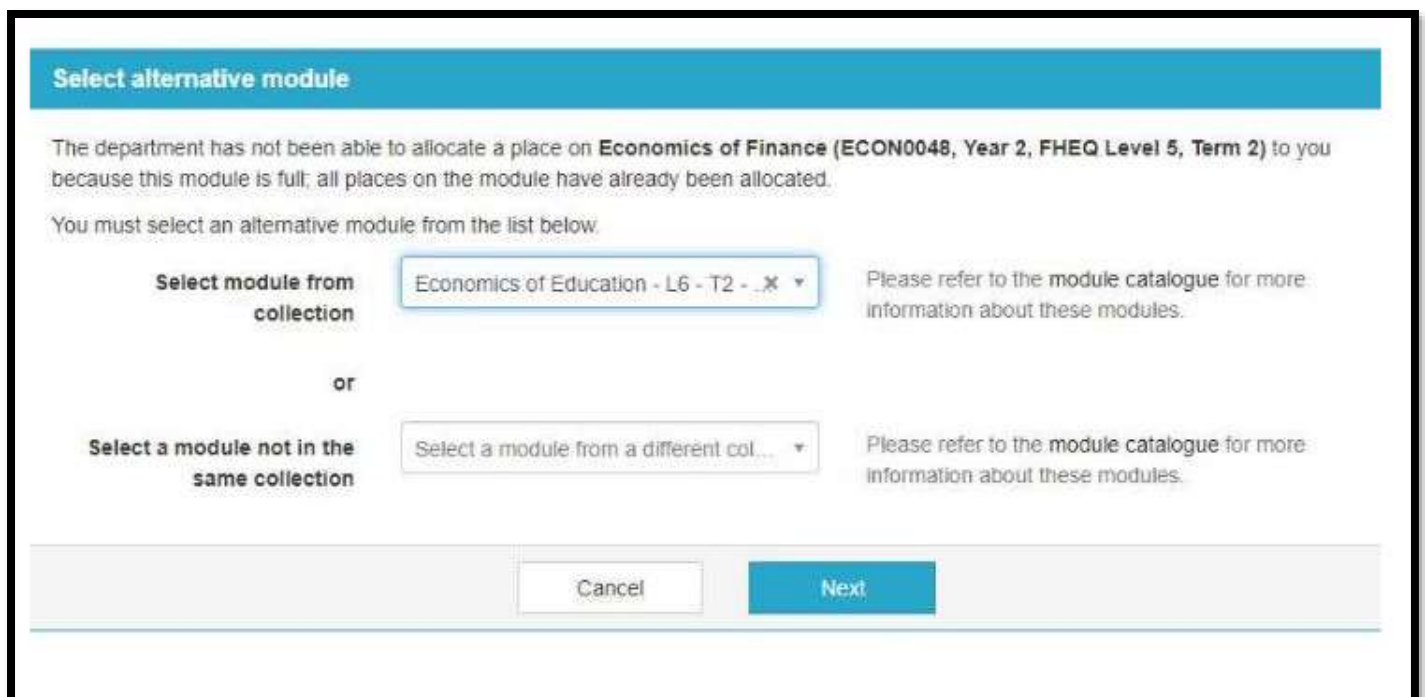 Select alternative module
The department has not been able to allocate a place on Economics of Finance (ECON0048, Year 2, FHEQ Level 5, Term 2) to you
because this module is full; all places on the module have already been allocated.
You must select an alternative module from the list below.
Select module from
collection
Economics of Education - L6 - T2 - ...
Please refer to the module catalogue for more
information about these modules.
or
Select a module not in the
same collection
Select a module from a different col...
Please refer to the module catalogue for more
information about these modules.
Cancel
Next